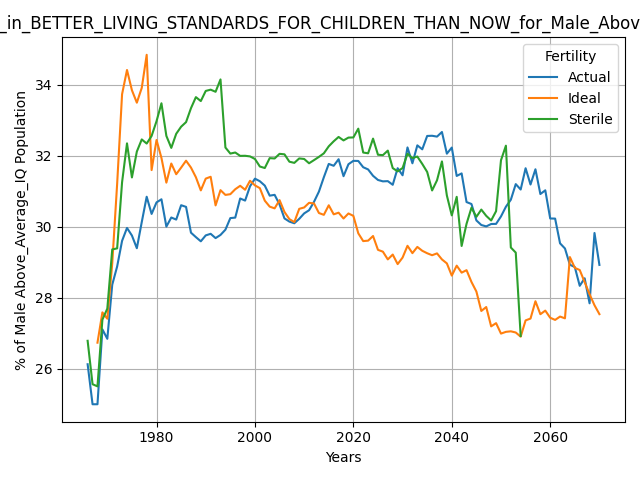 _in_BETTER_LIVING_STANDARDS_FOR_CHILDREN_THAN_NOW_for_Male_Abov
Fertility
Actual
Ideal
Sterile
% of Male Above_Average_IQ Population
34
32
30
28
26
1980
2000
2020
2040
2060
Years